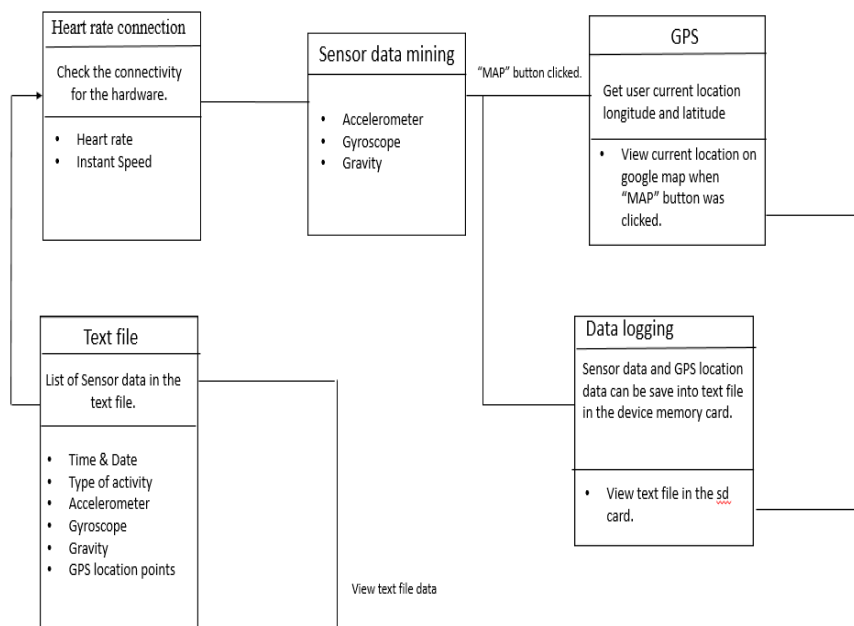 Heart rate connection
Check the connectivity
for the hardware.
• Heart rate
• Instant Speed
Sensor data mining
• Accelerometer
• Gyroscope
• Gravity
“MAP” button clicked.
GPS
Get user current location
longitude and latitude
• View current location on
google map when
“MAP” button was
clicked.
Text file
List of Sensor data in the
text file.
• Time & Date
• Type of activity
• Accelerometer
• Gyroscope
• Gravity
• GPS location points
View text file data
Data logging
Sensor data and GPS location
data can be save into text file
in the device memory card.
• View text file in the sd
card.